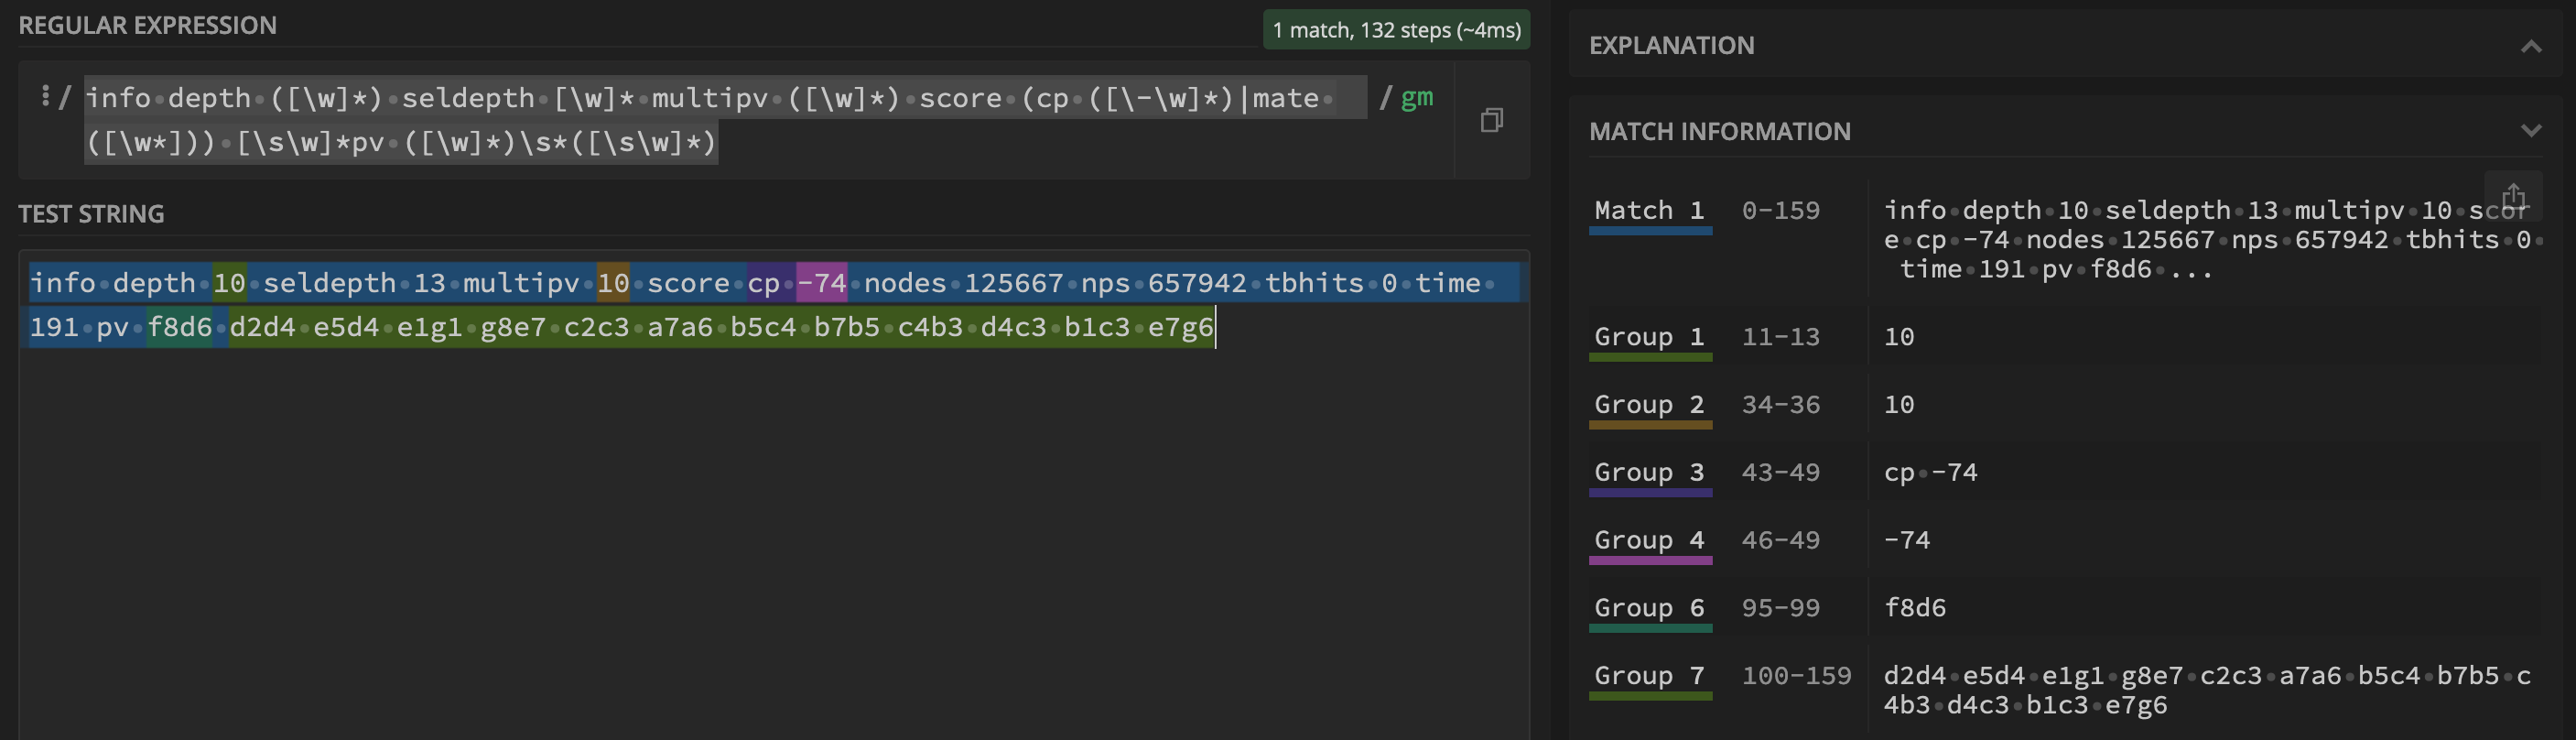 REGULAR EXPRESSION
1 match, 132 steps (~4ms)
/ info·depth·([\w]*)·seldepth·[\w]*·multipv·([\w]*)·score·(cp·([\-\w]*)|mate· / gm
([\w*]))·[\s\w]*pv·([\w]*)\s*([\s\w]*)
TEST STRING
info·depth·10·seldepth·13·multipv·10·score·cp·-74·nodes·125667·nps·657942·tbhits·0·time·
191·pv·f8d6·d2d4·e5d4·e1g1·g8e7·c2c3·a7a6·b5c4·b7b5·c4b3·d4c3·b1c3·e7g6
EXPLANATION
MATCH INFORMATION
Match 1 0-159 info·depth·10·seldepth·13·multipv·10·scor
e·cp·-74·nodes·125667·nps·657942·tbhits·0·
time·191·pv·f8d6·...
Group 1 11-13 10
Group 2 34-36 10
Group 3 43-49 cp·-74
Group 4 46-49 -74
Group 6 95-99 f8d6
Group 7 100-159 d2d4·e5d4·e1g1·g8e7·c2c3·a7a6·b5c4·b7b5·c
4b3·d4c3·b1c3·e7g6